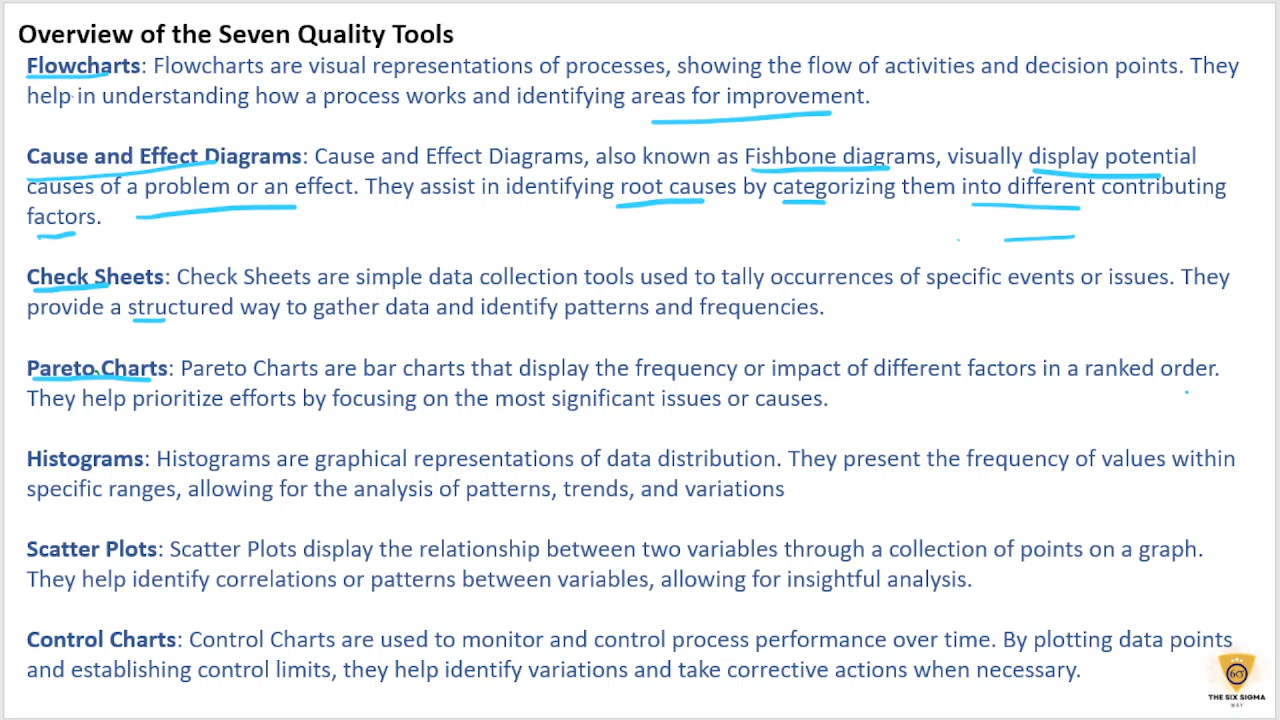 Overview of the Seven Quality Tools
Flowcharts: Flowcharts are visual representations of processes, showing the flow of activities and decision points. They
help in understanding how a process works and identifying areas for improvement.
Cause and Effect Diagrams: Cause and Effect Diagrams, also known as Fishbone diagrams, visually display potential
causes of a problem or an effect. They assist in identifying root causes by categorizing them into different contributing
factors.
Check Sheets: Check Sheets are simple data collection tools used to tally occurrences of specific events or issues. They
provide a structured way to gather data and identify patterns and frequencies.
Pareto Charts: Pareto Charts are bar charts that display the frequency or impact of different factors in a ranked order.
They help prioritize efforts by focusing on the most significant issues or causes.
Histograms: Histograms are graphical representations of data distribution. They present the frequency of values within
specific ranges, allowing for the analysis of patterns, trends, and variations
Scatter Plots: Scatter Plots display the relationship between two variables through a collection of points on a graph.
They help identify correlations or patterns between variables, allowing for insightful analysis.
Control Charts: Control Charts are used to monitor and control process performance over time. By plotting data points
and establishing control limits, they help identify variations and take corrective actions when necessary.
6σ
THE SIX SIGMA
WAY